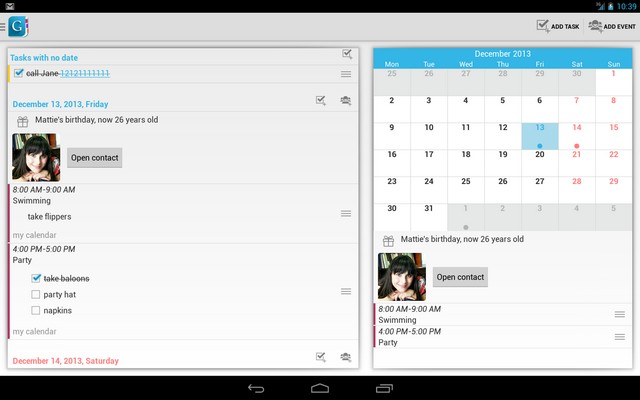 10:39
G
ADD TASK
ADD EVENT
Tasks with no date
call Jane 12121111111
December 13, 2013, Friday
Mattie's birthday, now 26 years old
Open contact
8:00 AM-9:00 AM
Swimming
take flippers
my calendar
4:00 PM-5:00 PM
Party
take baloons
party hat
napkins
my calendar
December 14, 2013, Saturday
December 2013
Mon Tue Wed Thu Fri Sat Sun
25 26 27 28 29 30 1
2 3 4 5 6 7 8
9 10 11 12 13 14 15
16 17 18 19 20 21 22
23 24 25 26 27 28 29
30 31 1 2 3 4 5
Mattie's birthday, now 26 years old
Open contact
8:00 AM-9:00 AM
Swimming
4:00 PM-5:00 PM
Party